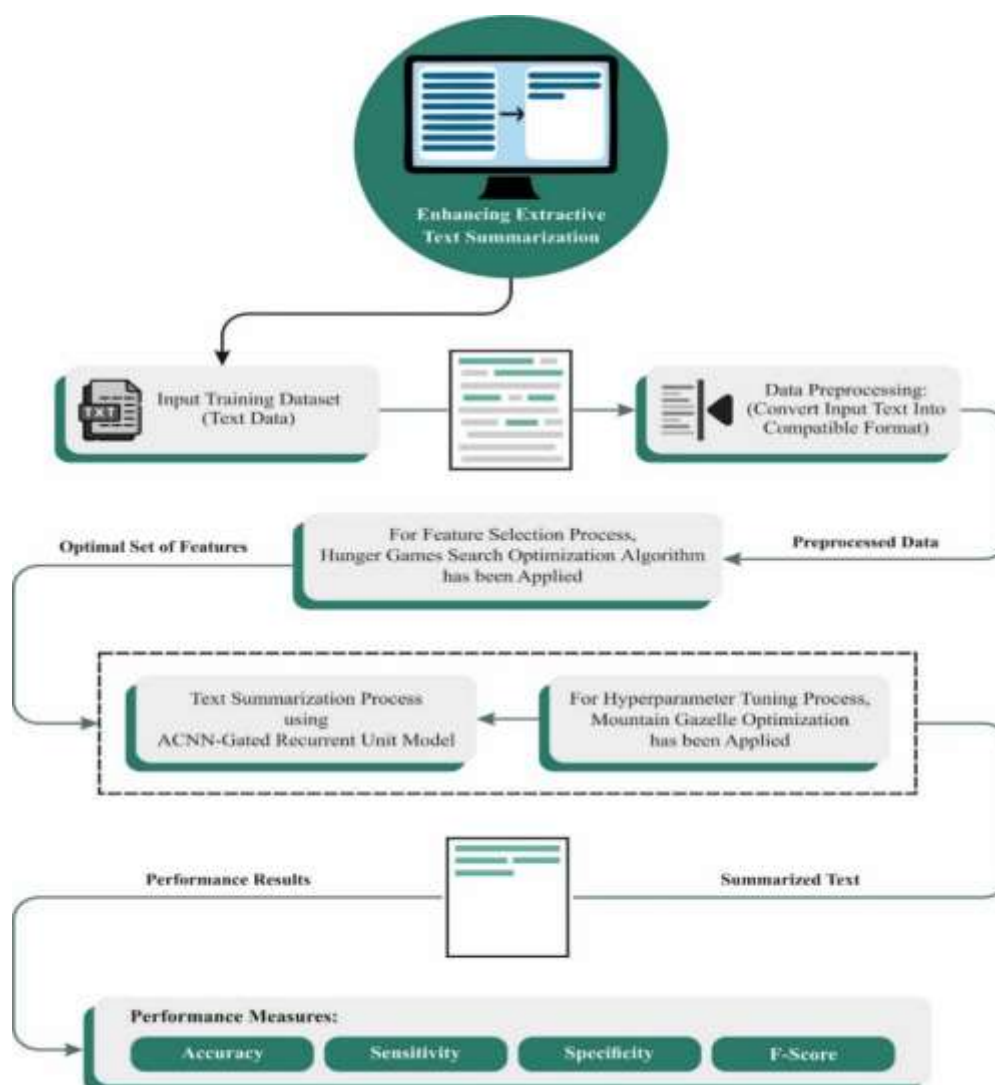 Enhancing Extractive
Text Summarization
TXT
Input Training Dataset
(Text Data)
Data Preprocessing:
(Convert Input Text Into
Compatible Format)
Optimal Set of Features
For Feature Selection Process,
Hunger Games Search Optimization Algorithm
has been Applied
Preprocessed Data
Text Summarization Process
using
ACNN-Gated Recurrent Unit Model
For Hyperparameter Tuning Process,
Mountain Gazelle Optimization
has been Applied
Performance Results
Summarized Text
Performance Measures:
Accuracy
Sensitivity
Specificity
F-Score